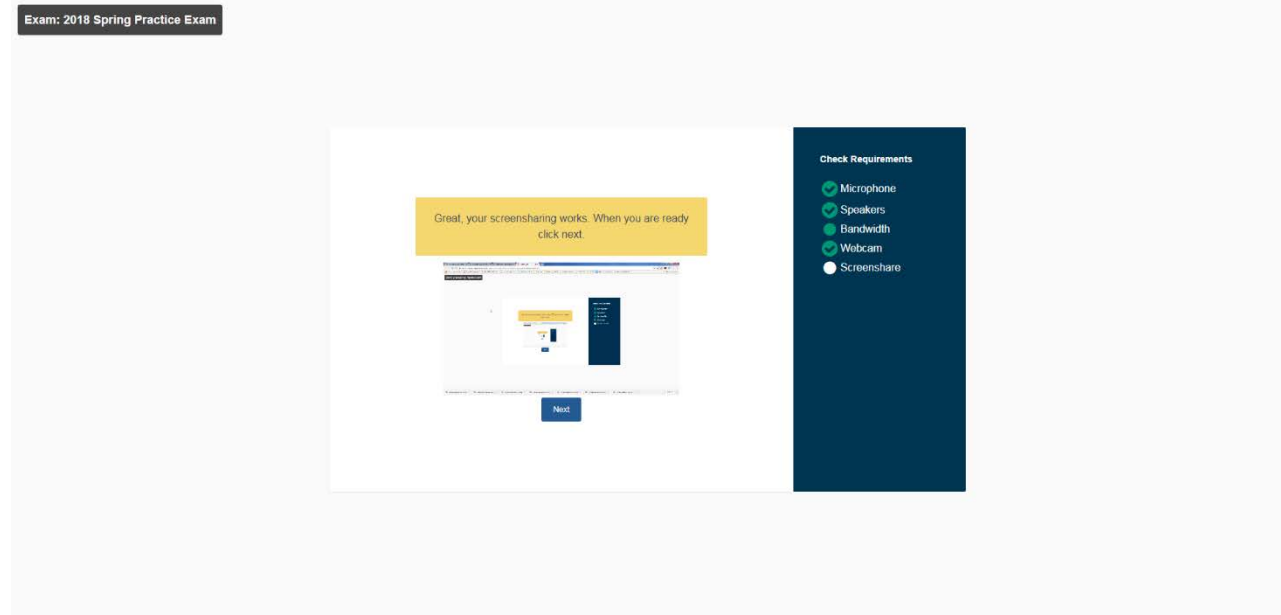 Exam: 2018 Spring Practice Exam
Great, your screensharing works. When you are ready
click next.
Next
Check Requirements
Microphone
Speakers
Bandwidth
Webcam
Screenshare